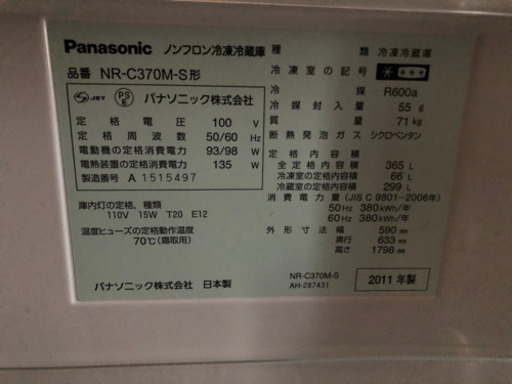 Panasonic ノンフロン冷凍冷蔵庫
品番 NR-C370M-S形
JET PS E パナソニック株式会社
定格電圧 100 V
定格周波数 50/60 Hz
電動機の定格消費電力 93/98 W
電熱装置の定格消費電力 135 W
製造番号 A 1515497
庫内灯の定格, 種類
110V 15W T20 E12
温度ヒューズの定格動作温度
70℃(霜取用)
パナソニック株式会社 日本製
種類 冷凍冷蔵庫
冷凍室の記号
冷媒 R600a
冷媒封入量 55 g
質量 71 kg
断熱発泡ガス シクロペンタン
定格内容積
全定格内容積 365 L
冷凍室の定格内容積 66 L
冷蔵室の定格内容積 299 L
消費電力量(JIS C 9801-2006年)
50Hz 380 kWh/年
60Hz 380 kWh/年
外形寸法 幅 590 mm
奥行 633 mm
高さ 1798 mm
NR-C370M-S
AH-287431
2011年製